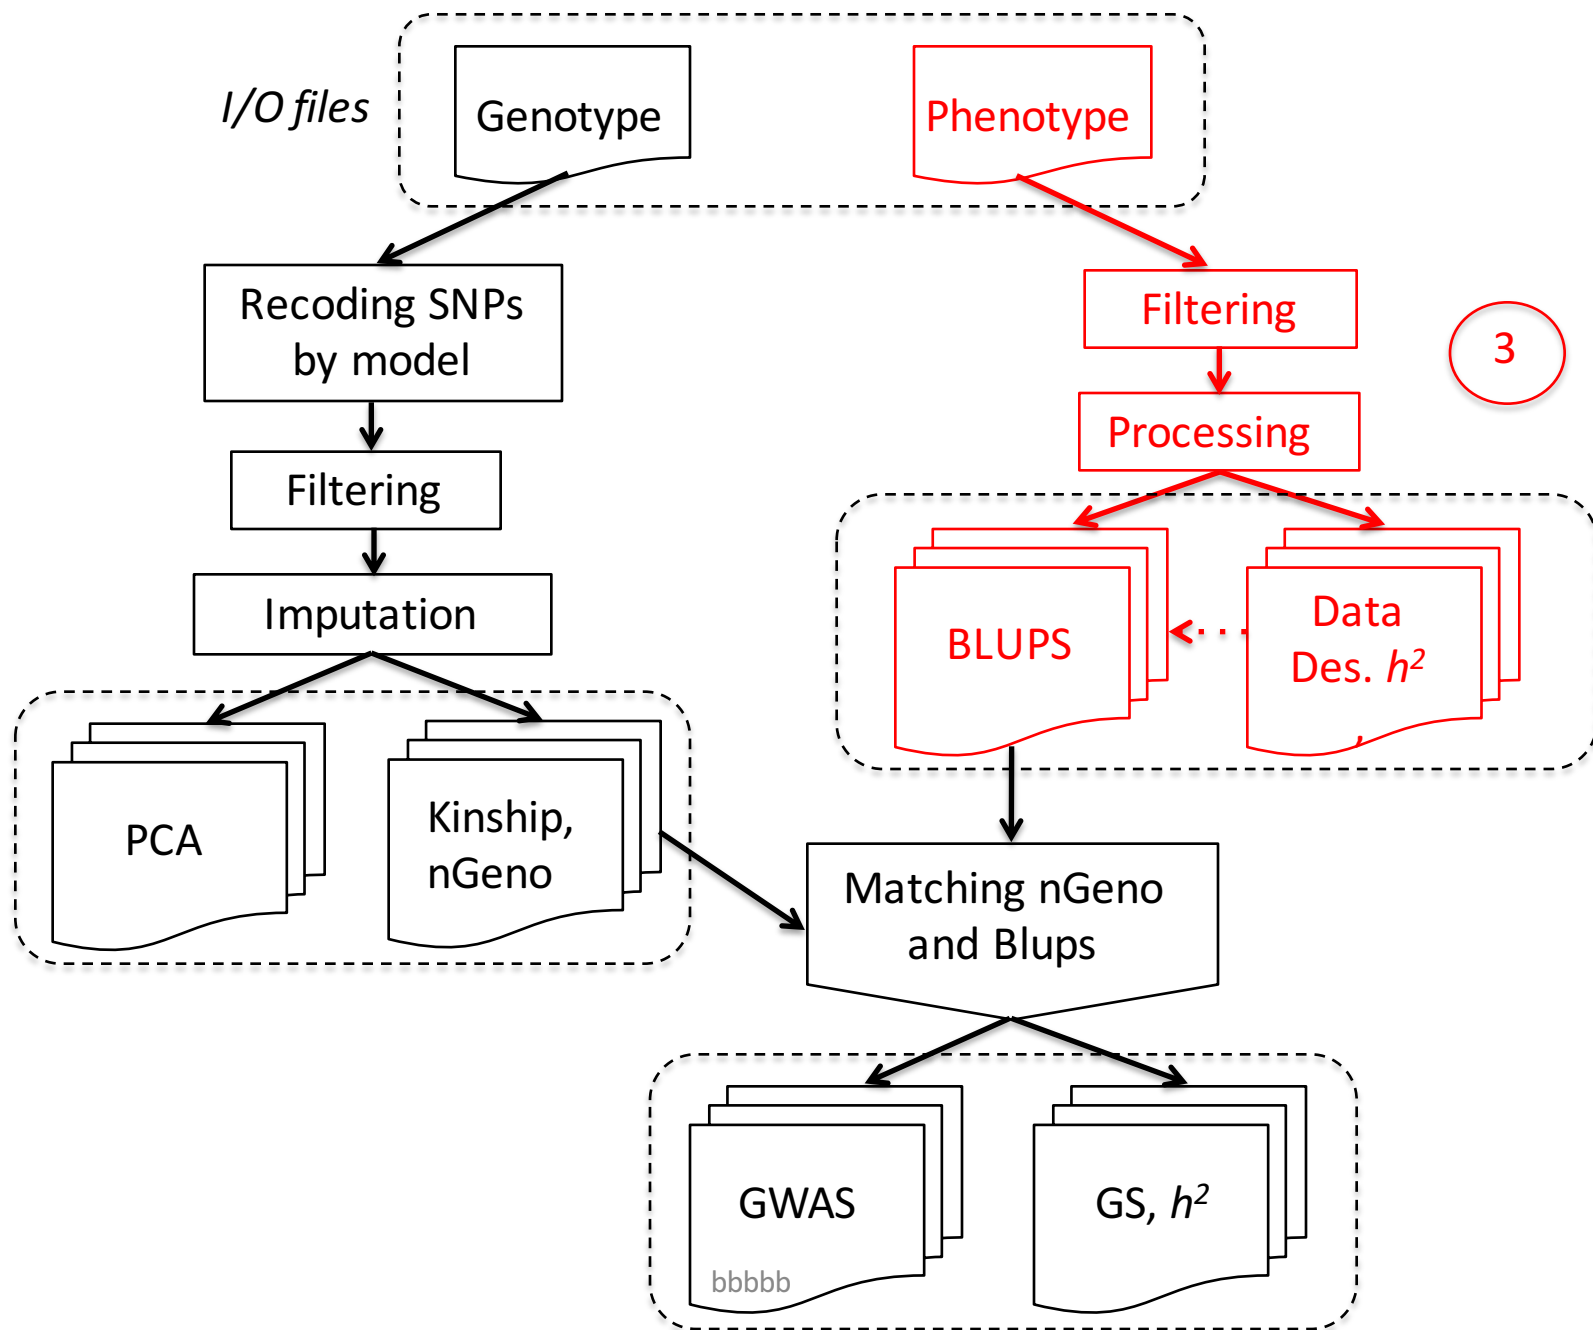 I/O files
Genotype
Phenotype
Recoding SNPs
by model
Filtering
3
Filtering
Processing
Imputation
BLUPS
Data
Des. h²
,
PCA
Kinship,
nGeno
Matching nGeno
and Blups
GWAS
bbbbb
GS, h²